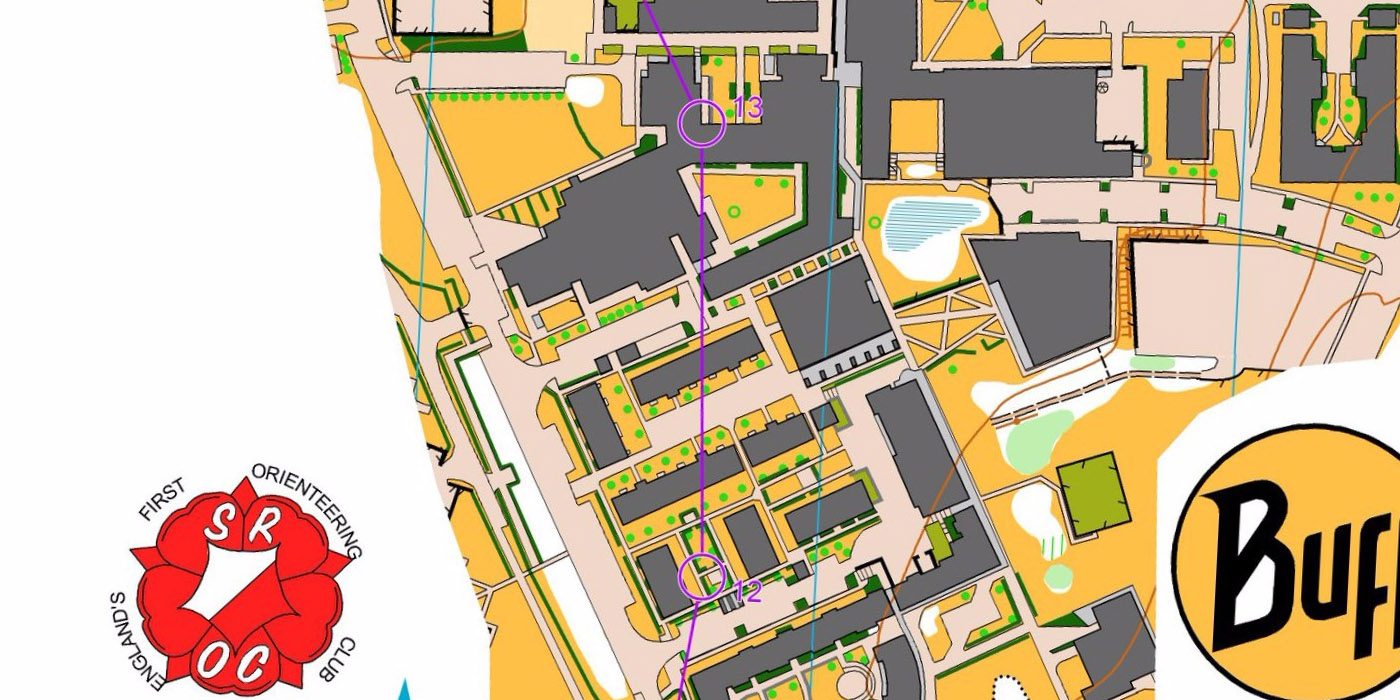 13
12
FIRST ORIENTEERING CLUB
ENGLAND'S
SR
OC
BUF